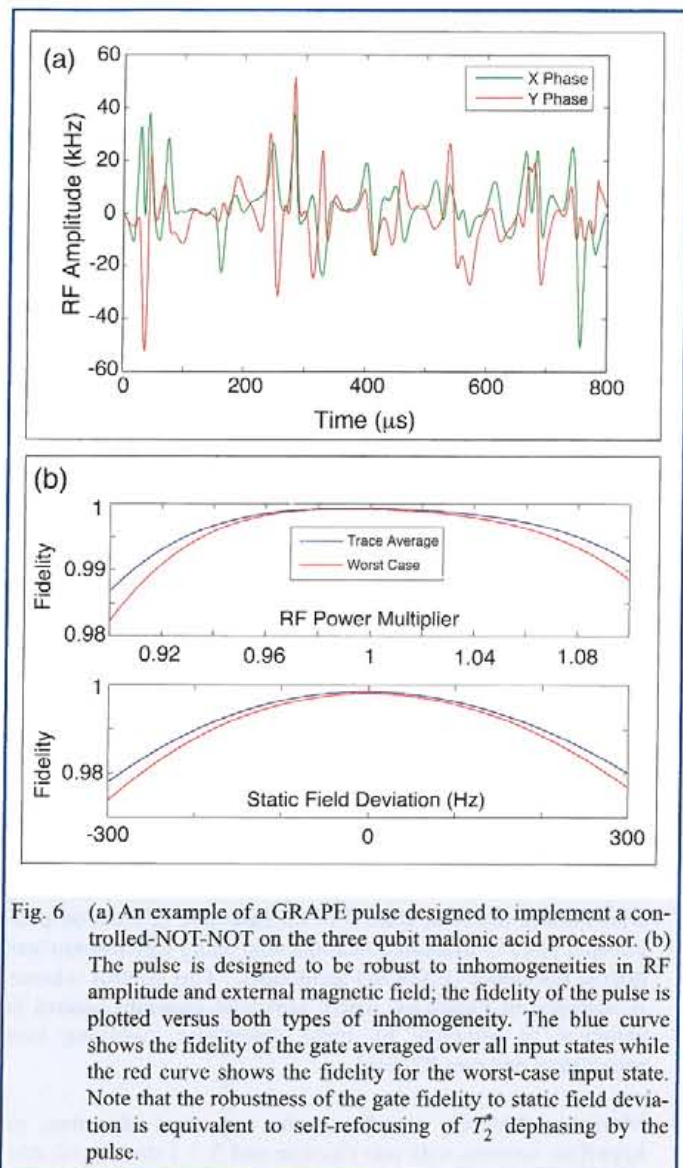 (a)
60
40
20
0
-20
-40
-60
RF Amplitude (kHz)
X Phase
Y Phase
0
200
400
600
800
Time (μs)
(b)
1
0.99
0.98
Fidelity
Trace Average
Worst Case
RF Power Multiplier
0.92
0.96
1
1.04
1.08
1
0.98
Fidelity
Static Field Deviation (Hz)
-300
0
300
Fig. 6 (a) An example of a GRAPE pulse designed to implement a con-
trolled-NOT-NOT on the three qubit malonic acid processor. (b)
The pulse is designed to be robust to inhomogeneities in RF
amplitude and external magnetic field; the fidelity of the pulse is
plotted versus both types of inhomogeneity. The blue curve
shows the fidelity of the gate averaged over all input states while
the red curve shows the fidelity for the worst-case input state.
Note that the robustness of the gate fidelity to static field devia-
tion is equivalent to self-refocusing of T₂* dephasing by the
pulse.